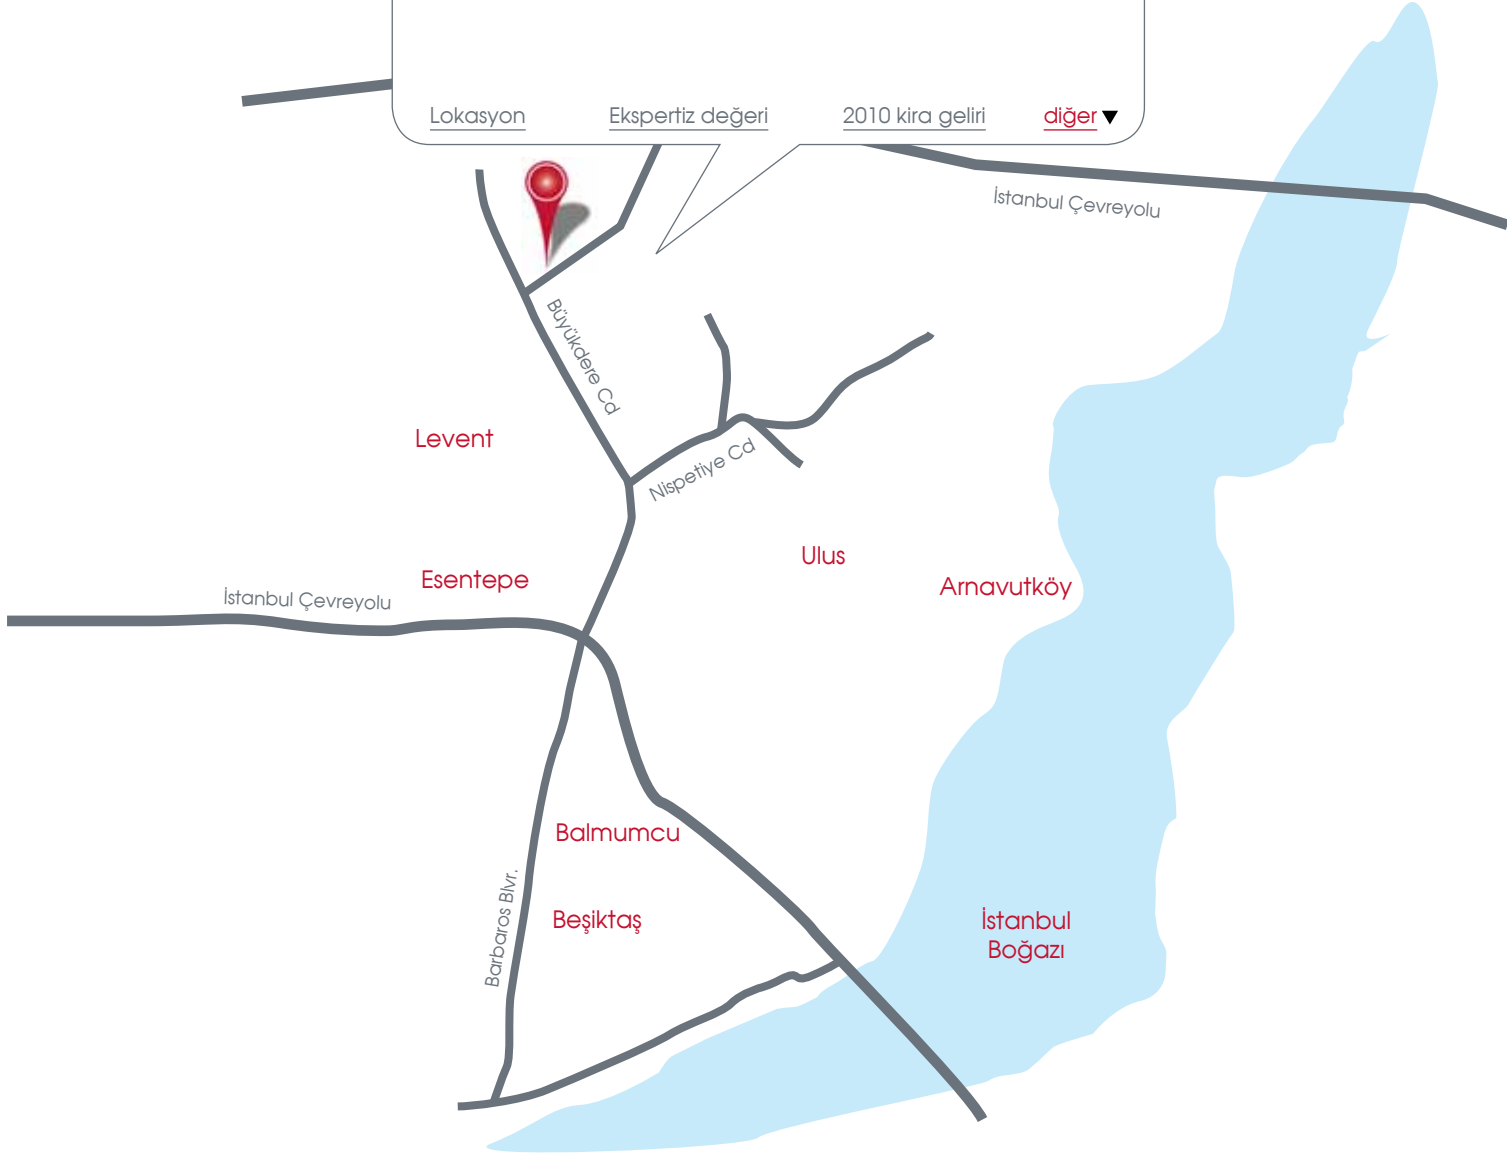 Lokasyon Ekspertiz değeri 2010 kira geliri diğer
İstanbul Çevreyolu
Büyükdere Cd
Levent
Nispetiye Cd
Ulus
Esentepe
Arnavutköy
İstanbul Çevreyolu
Balmumcu
Barbaros Blvr.
Beşiktaş
İstanbul
Boğazı